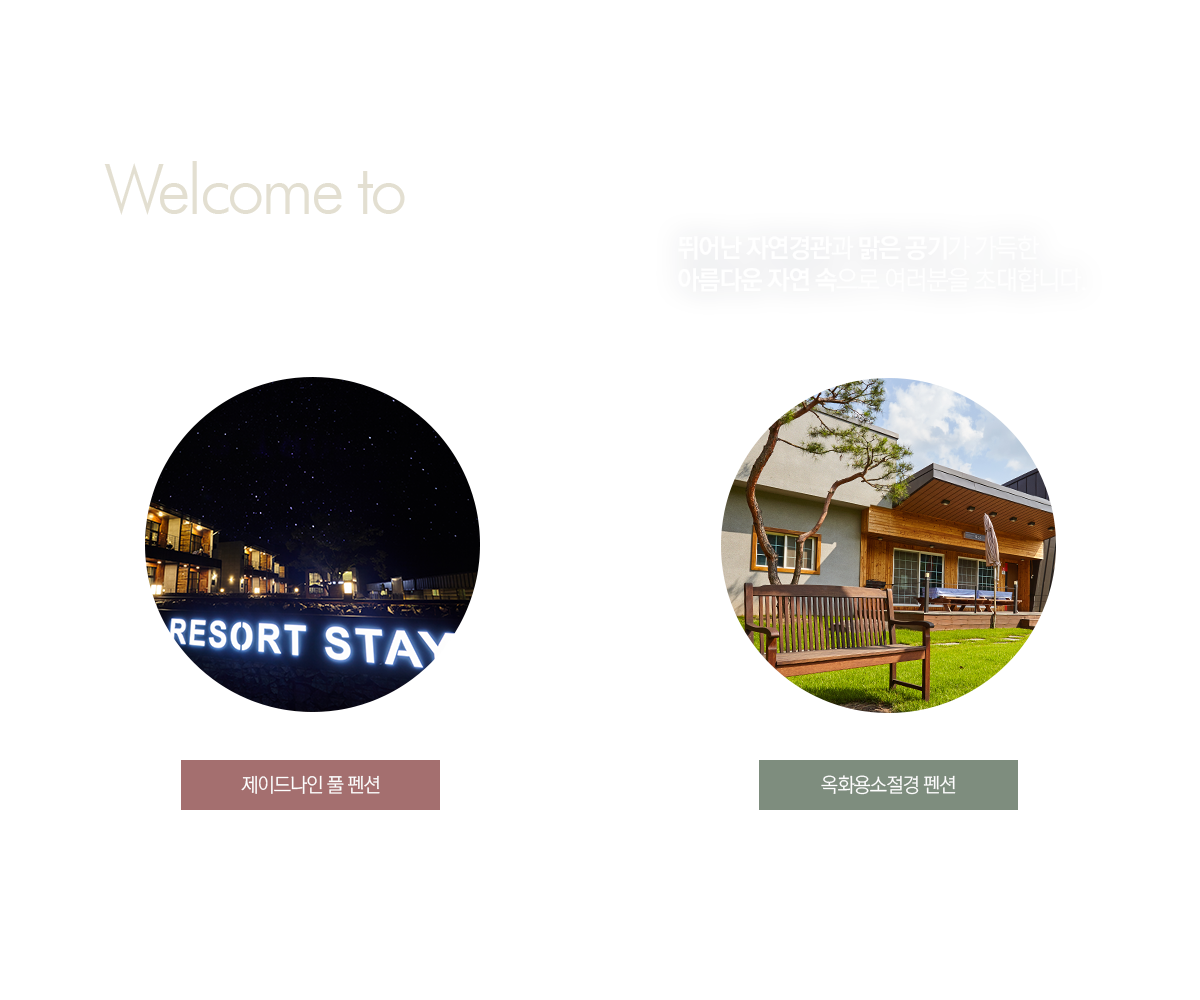 Welcome to
뛰어난 자연경관과 맑은 공기가 가득한
아름다운 자연 속으로 여러분을 초대합니다
RESORT STAY
제이드나인 풀 펜션
옥화용소절경 펜션